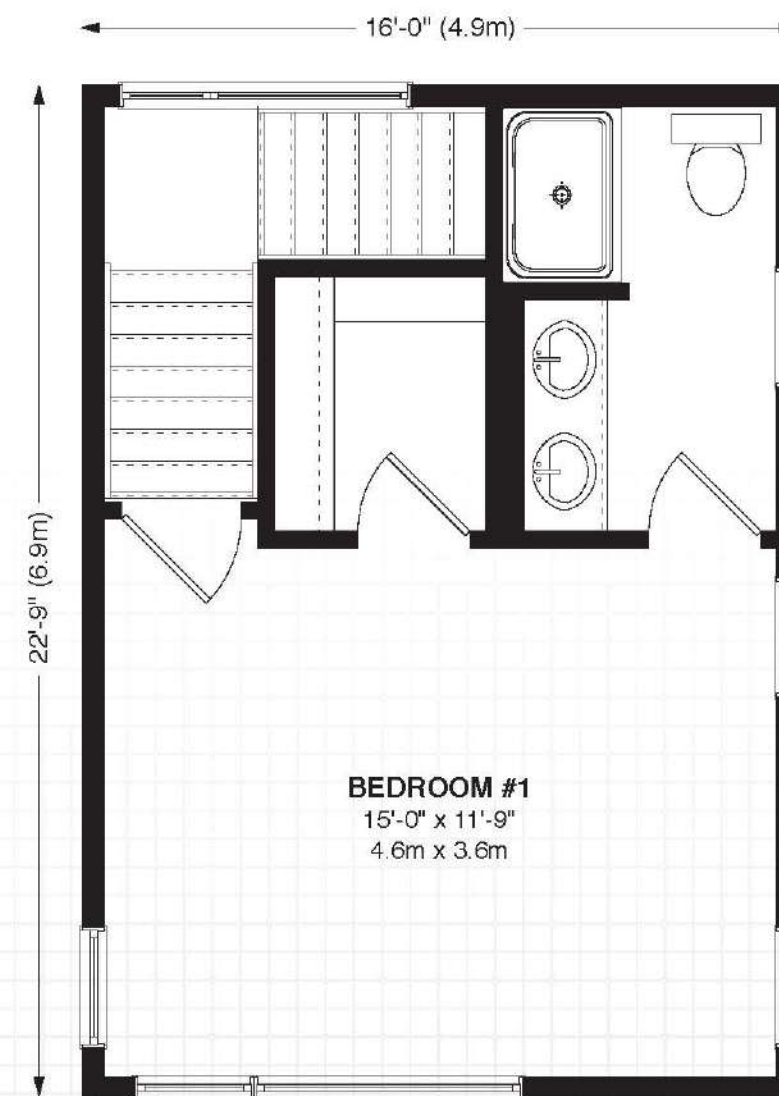 16'-0" (4.9m)
22'-9" (6.9m)
BEDROOM #1
15'-0" x 11'-9"
4.6m x 3.6m